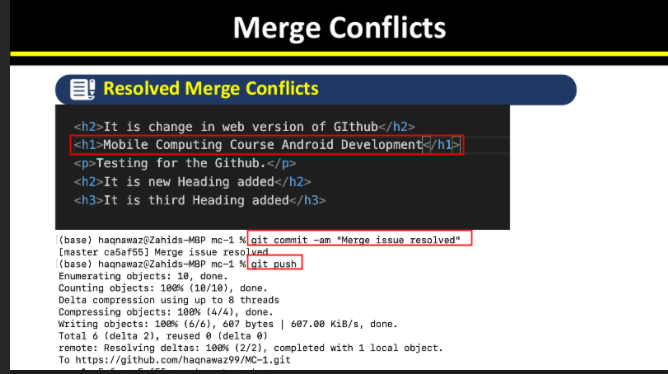 Merge Conflicts
Resolved Merge Conflicts
<h2>It is change in web version of GIthub</h2>
<h1>Mobile Computing Course Android Development</h1>
<p>Testing for the Github.</p>
<h2>It is new Heading added</h2>
<h3>It is third Heading added</h3>
(base) haqnawaz@Zahids-MBP mc-1 % git commit -am "Merge issue resolved"
[master ca5af55] Merge issue resolved
(base) haqnawaz@Zahids-MBP mc-1 % git push
Enumerating objects: 10, done.
Counting objects: 100% (10/10), done.
Delta compression using up to 8 threads
Compressing objects: 100% (4/4), done.
Writing objects: 100% (6/6), 607 bytes | 607.00 KiB/s, done.
Total 6 (delta 2), reused 0 (delta 0)
remote: Resolving deltas: 100% (2/2), completed with 1 local object.
To https://github.com/haqnawaz99/MC-1.git